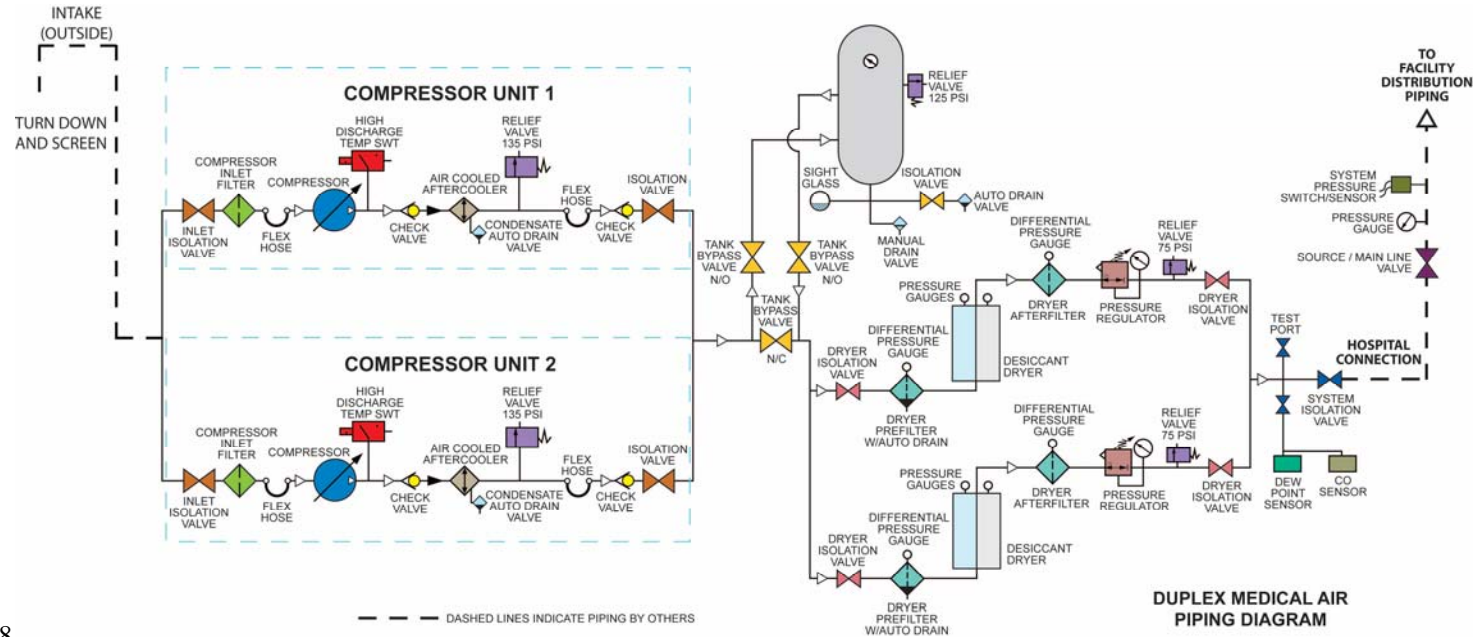 INTAKE
(OUTSIDE)
TURN DOWN
AND SCREEN
COMPRESSOR UNIT 1
HIGH
DISCHARGE
TEMP SWT
RELIEF
VALVE
135 PSI
COMPRESSOR
INLET
FILTER
COMPRESSOR
AIR COOLED
AFTERCOOLER
FLEX
HOSE
ISOLATION
VALVE
INLET
ISOLATION
VALVE
FLEX
HOSE
CHECK
VALVE
CONDENSATE
AUTO DRAIN
VALVE
CHECK
VALVE
COMPRESSOR UNIT 2
HIGH
DISCHARGE
TEMP SWT
RELIEF
VALVE
135 PSI
COMPRESSOR
INLET
FILTER
COMPRESSOR
AIR COOLED
AFTERCOOLER
FLEX
HOSE
ISOLATION
VALVE
INLET
ISOLATION
VALVE
FLEX
HOSE
CHECK
VALVE
CONDENSATE
AUTO DRAIN
VALVE
CHECK
VALVE
RELIEF
VALVE
125 PSI
SIGHT
GLASS
ISOLATION
VALVE
AUTO DRAIN
VALVE
MANUAL
DRAIN
VALVE
TANK
BYPASS
VALVE
N/O
TANK
BYPASS
VALVE
N/O
TANK
BYPASS
VALVE
N/C
DIFFERENTIAL
PRESSURE
GAUGE
RELIEF
VALVE
75 PSI
PRESSURE
GAUGES
DRYER
AFTERFILTER
PRESSURE
REGULATOR
DRYER
ISOLATION
VALVE
DRYER
ISOLATION
VALVE
DIFFERENTIAL
PRESSURE
GAUGE
DESICCANT
DRYER
DRYER
PREFILTER
W/AUTO DRAIN
DIFFERENTIAL
PRESSURE
GAUGE
RELIEF
VALVE
75 PSI
PRESSURE
GAUGES
DRYER
AFTERFILTER
PRESSURE
REGULATOR
DRYER
ISOLATION
VALVE
DRYER
ISOLATION
VALVE
DIFFERENTIAL
PRESSURE
GAUGE
DESICCANT
DRYER
DRYER
PREFILTER
W/AUTO DRAIN
TO
FACILITY
DISTRIBUTION
PIPING
SYSTEM
PRESSURE
SWITCH/SENSOR
PRESSURE
GAUGE
SOURCE / MAIN LINE
VALVE
TEST
PORT
HOSPITAL
CONNECTION
SYSTEM
ISOLATION
VALVE
DEW
POINT
SENSOR
CO
SENSOR
DASHED LINES INDICATE PIPING BY OTHERS
DUPLEX MEDICAL AIR
PIPING DIAGRAM